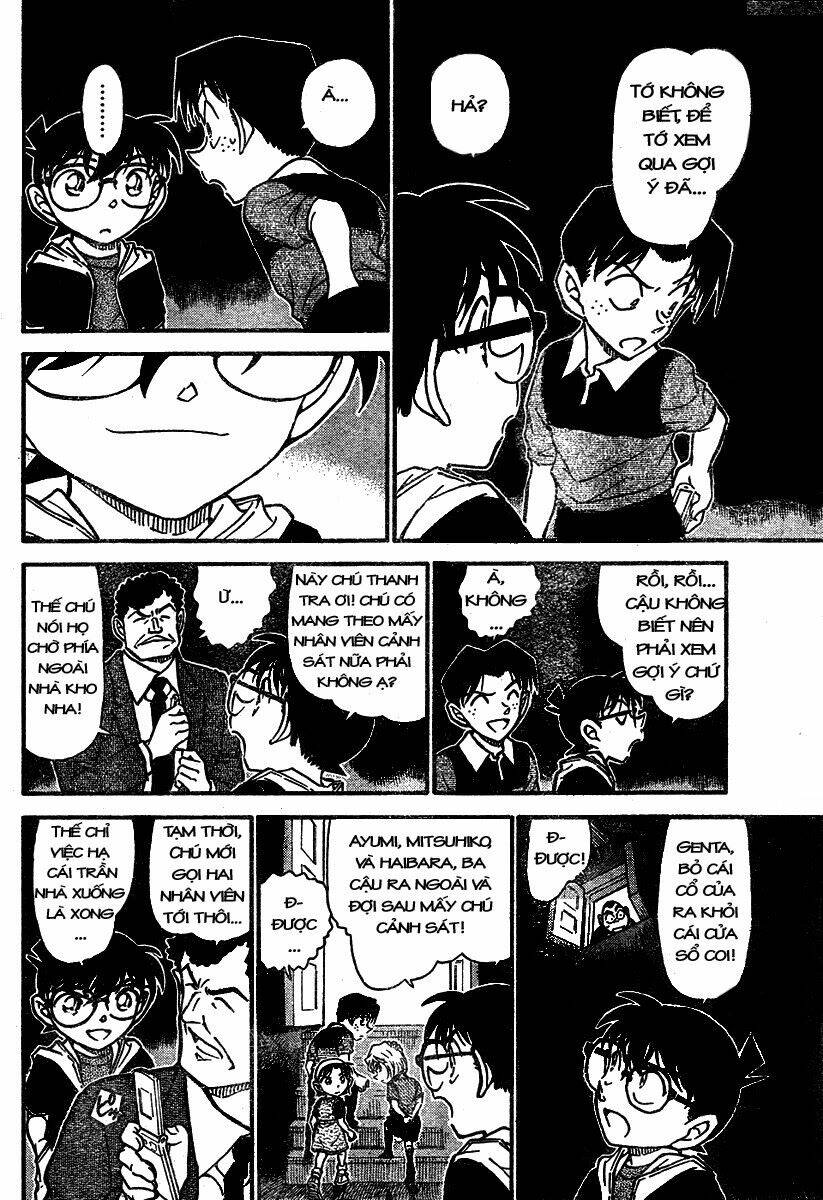 TỚ KHÔNG
BIẾT, ĐỂ
TỚ XEM
QUA GỢI
Ý ĐÃ...
HẢ?
À...
.........
RỒI, RỒI...
CẬU KHÔNG
BIẾT NÊN
PHẢI XEM
GỢI Ý CHỨ
GÌ?
À,
KHÔNG
...
NÀY CHÚ THANH
TRA ƠI! CHÚ CÓ
MANG THEO MẤY
NHÂN VIÊN CẢNH
SÁT NỮA PHẢI
KHÔNG Ạ?
Ừ...
THẾ CHÚ
NÓI HỌ
CHỜ PHÍA
NGOÀI
NHÀ KHO
NHA!
GENTA,
BỎ CÁI
CỔ CỦA
RA KHỎI
CÁI CỬA
SỔ COI!
Đ-
ĐƯỢC!
AYUMI, MITSUHIKO,
VÀ HAIBARA, BA
CẬU RA NGOÀI VÀ
ĐỢI SAU MẤY CHÚ
CẢNH SÁT!
Đ-
ĐƯỢC
...
TẠM THỜI,
CHÚ MỚI
GỌI HAI
NHÂN VIÊN
TỚI THÔI...
THẾ CHỈ
VIỆC HẠ
CÁI TRẦN
NHÀ XUỐNG
LÀ XONG
...
ピッ